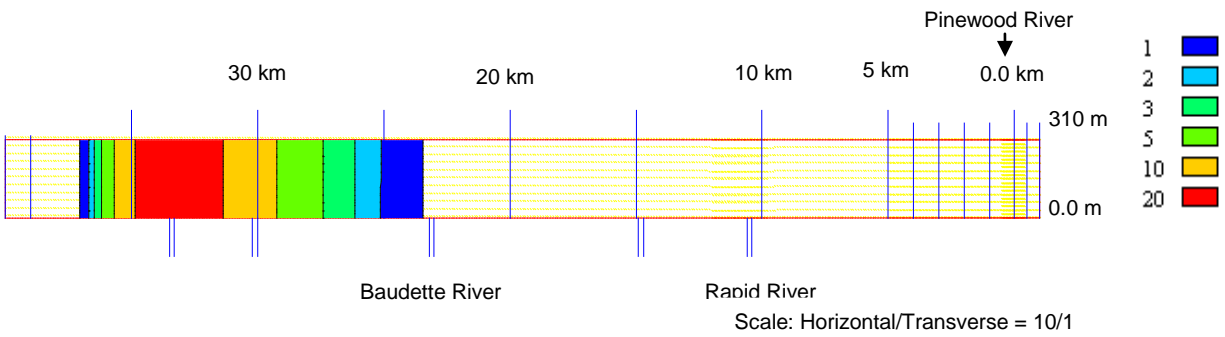 Pinewood River
30 km
20 km
10 km
5 km
0.0 km
310 m
0.0 m
1
2
3
5
10
20
Baudette River
Rapid River
Scale: Horizontal/Transverse = 10/1